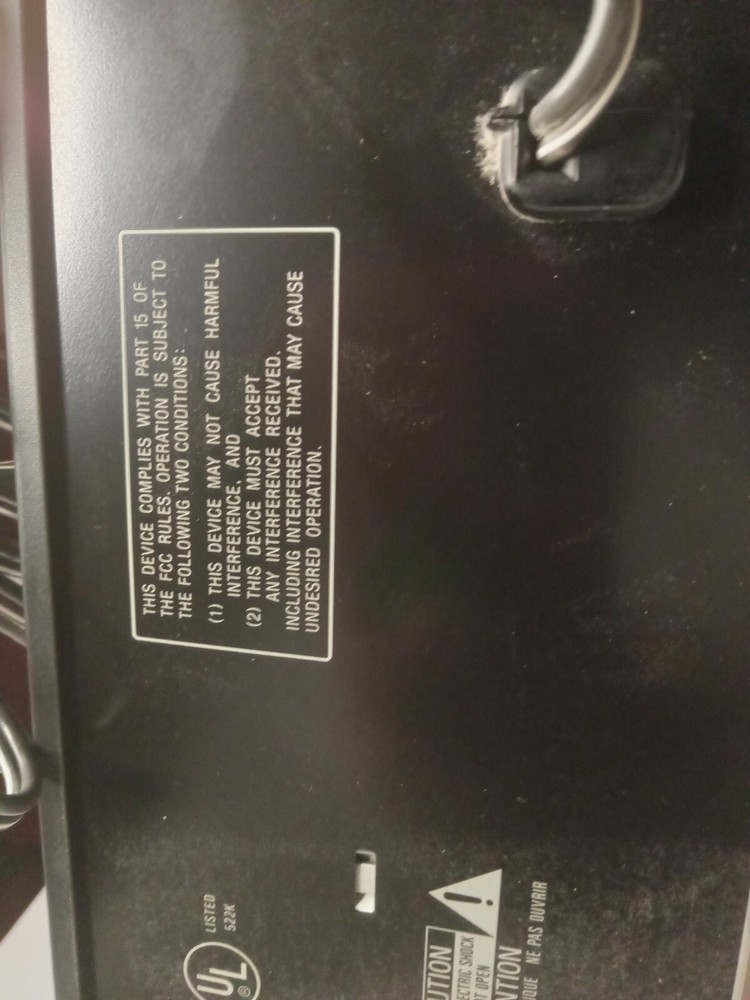 THIS DEVICE COMPLIES WITH PART 15 OF
THE FCC RULES. OPERATION IS SUBJECT TO
THE FOLLOWING TWO CONDITIONS:
(1) THIS DEVICE MAY NOT CAUSE HARMFUL
INTERFERENCE, AND
(2) THIS DEVICE MUST ACCEPT
ANY INTERFERENCE RECEIVED.
INCLUDING INTERFERENCE THAT MAY CAUSE
UNDESIRED OPERATION.
UL ®
LISTED
522K
UTION
ECTRIC SHOCK
T OPEN
NTION
IQUE NE PAS OUVRIR